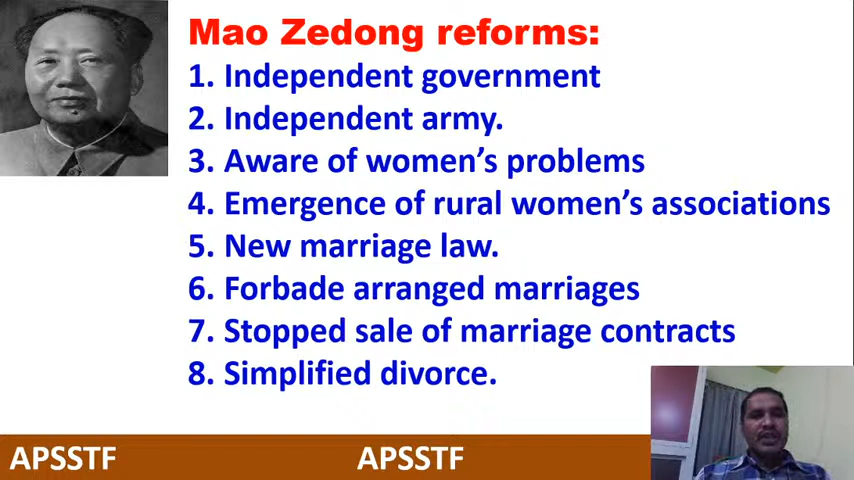 Mao Zedong reforms:
1. Independent government
2. Independent army.
3. Aware of women’s problems
4. Emergence of rural women’s associations
5. New marriage law.
6. Forbade arranged marriages
7. Stopped sale of marriage contracts
8. Simplified divorce.
APSSTF APSSTF